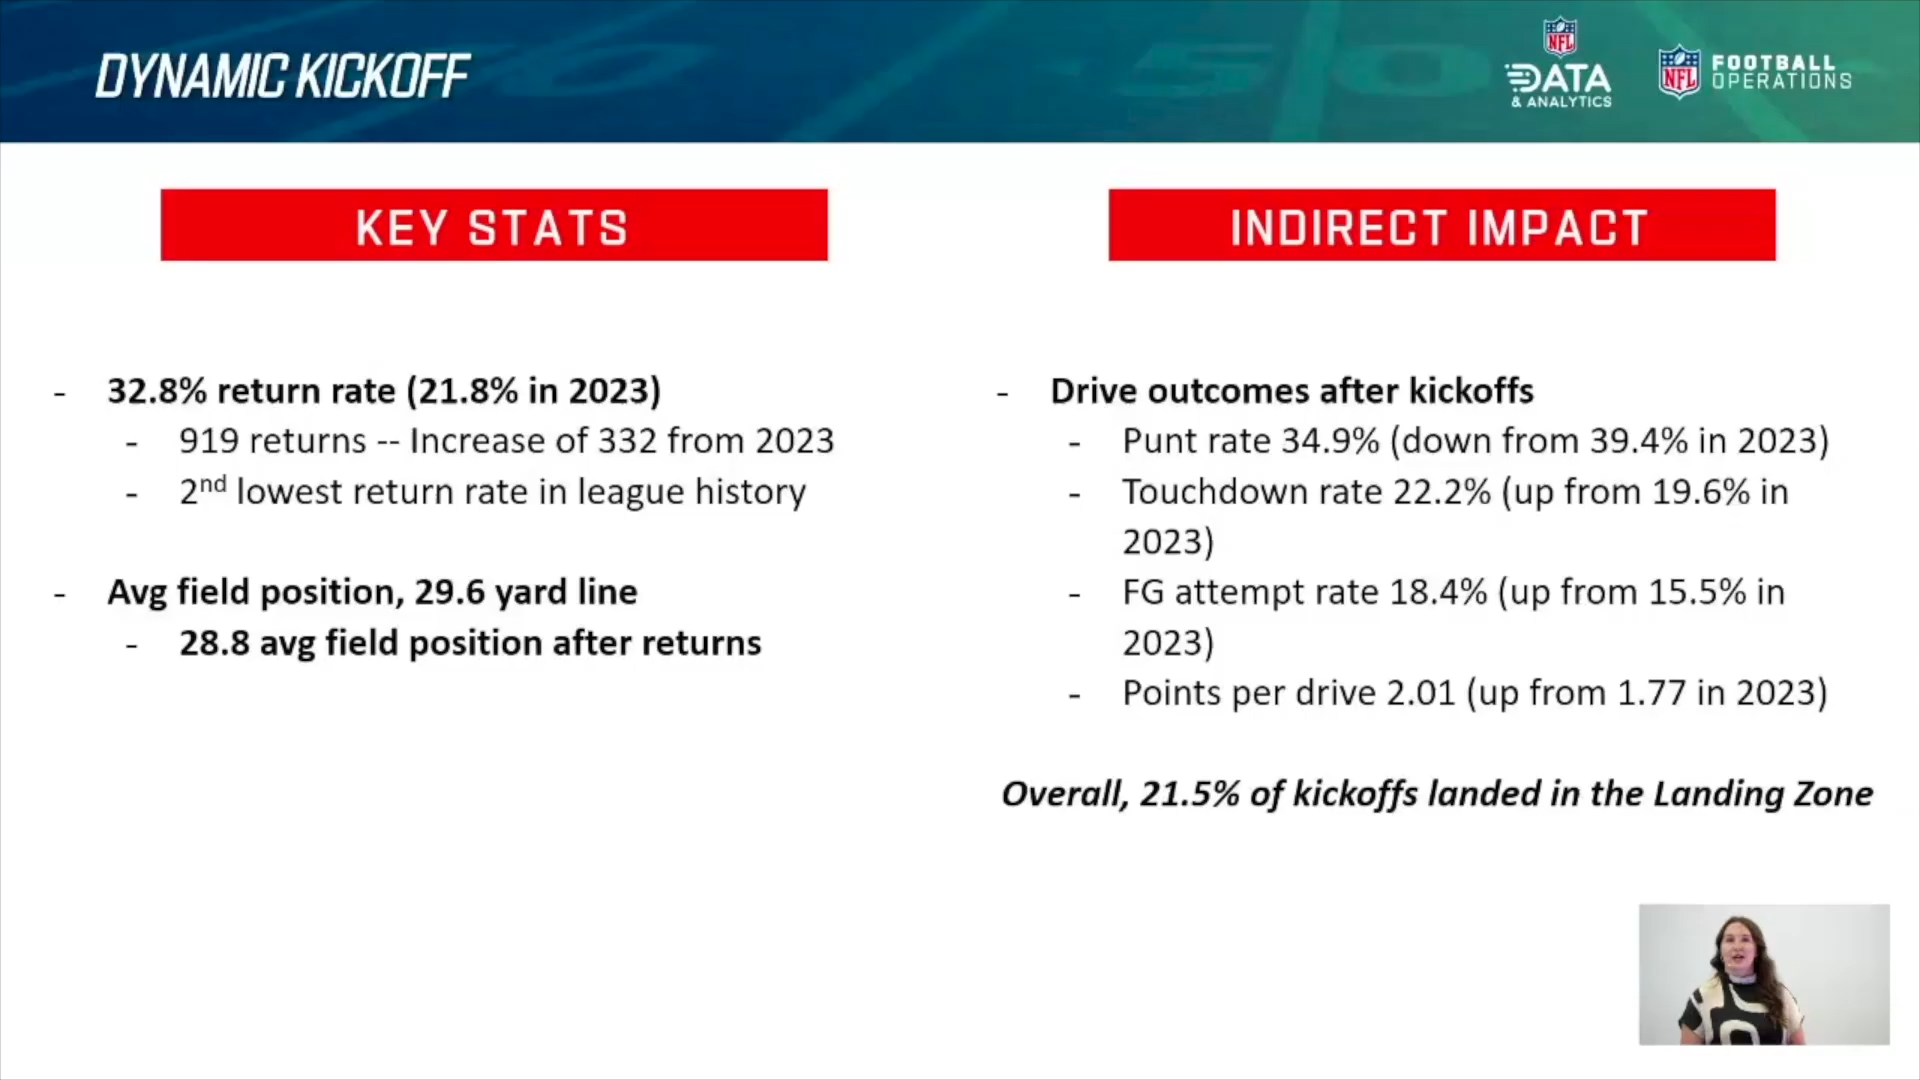 DYNAMIC KICKOFF
NFL
DATA
& ANALYTICS
NFL
FOOTBALL
OPERATIONS
KEY STATS
- 32.8% return rate (21.8% in 2023)
- 919 returns -- Increase of 332 from 2023
- 2nd lowest return rate in league history
- Avg field position, 29.6 yard line
- 28.8 avg field position after returns
INDIRECT IMPACT
- Drive outcomes after kickoffs
- Punt rate 34.9% (down from 39.4% in 2023)
- Touchdown rate 22.2% (up from 19.6% in
2023)
- FG attempt rate 18.4% (up from 15.5% in
2023)
- Points per drive 2.01 (up from 1.77 in 2023)
Overall, 21.5% of kickoffs landed in the Landing Zone